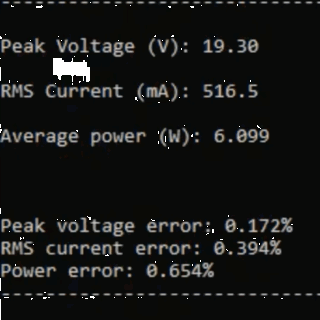 --------------------------------
Peak Voltage (V): 19.30
RMS Current (mA): 516.5
Average power (W): 6.099
Peak voltage error: 0.172%
RMS current error: 0.394%
Power error: 0.654%
--------------------------------